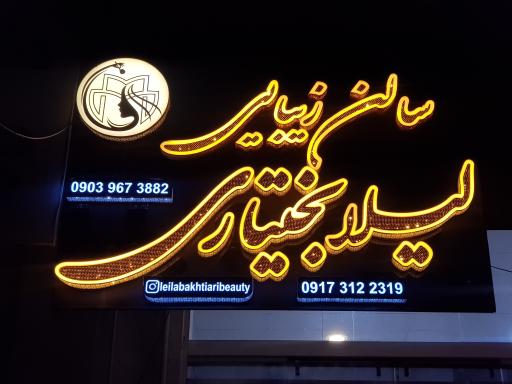 سالن زیبایی
لیلا بختیاری
0903 967 3882
leilabakhtiaribeauty
0917 312 2319